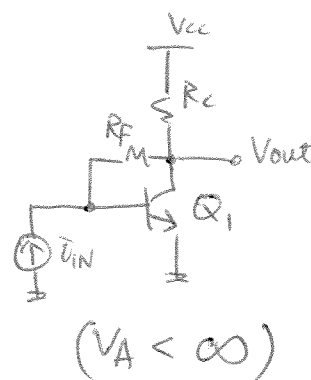 Vcc
Rc
RF
Vout
Q1
iIN
(VA < ∞)